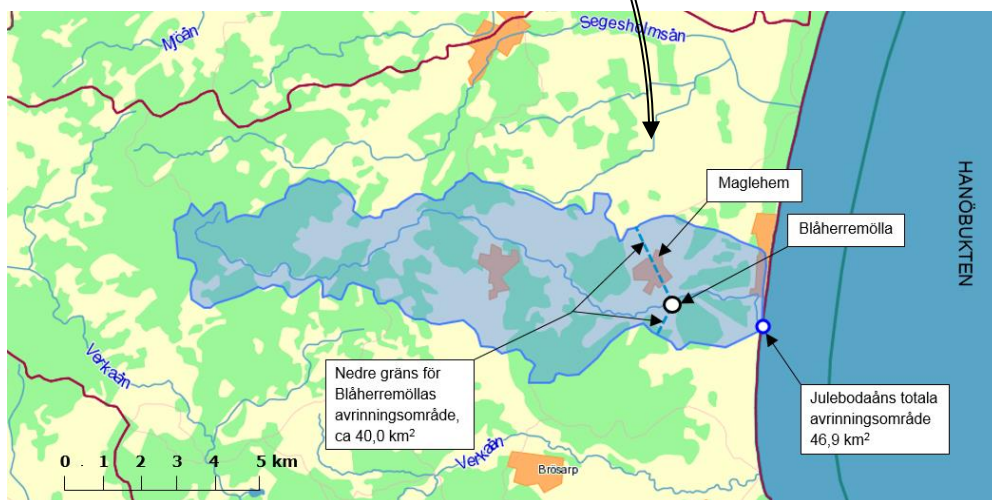 Mjöån
Segesholmsån
Maglehem
Blåherremölla
HANÖBUKTEN
Verkaån
Nedre gräns för
Blåherremöllas
avrinningsområde,
ca 40,0 km²
Julebodaåns totala
avrinningsområde
46,9 km²
Verkaån
Brösarp
0 . 1 2 3 4 5 km